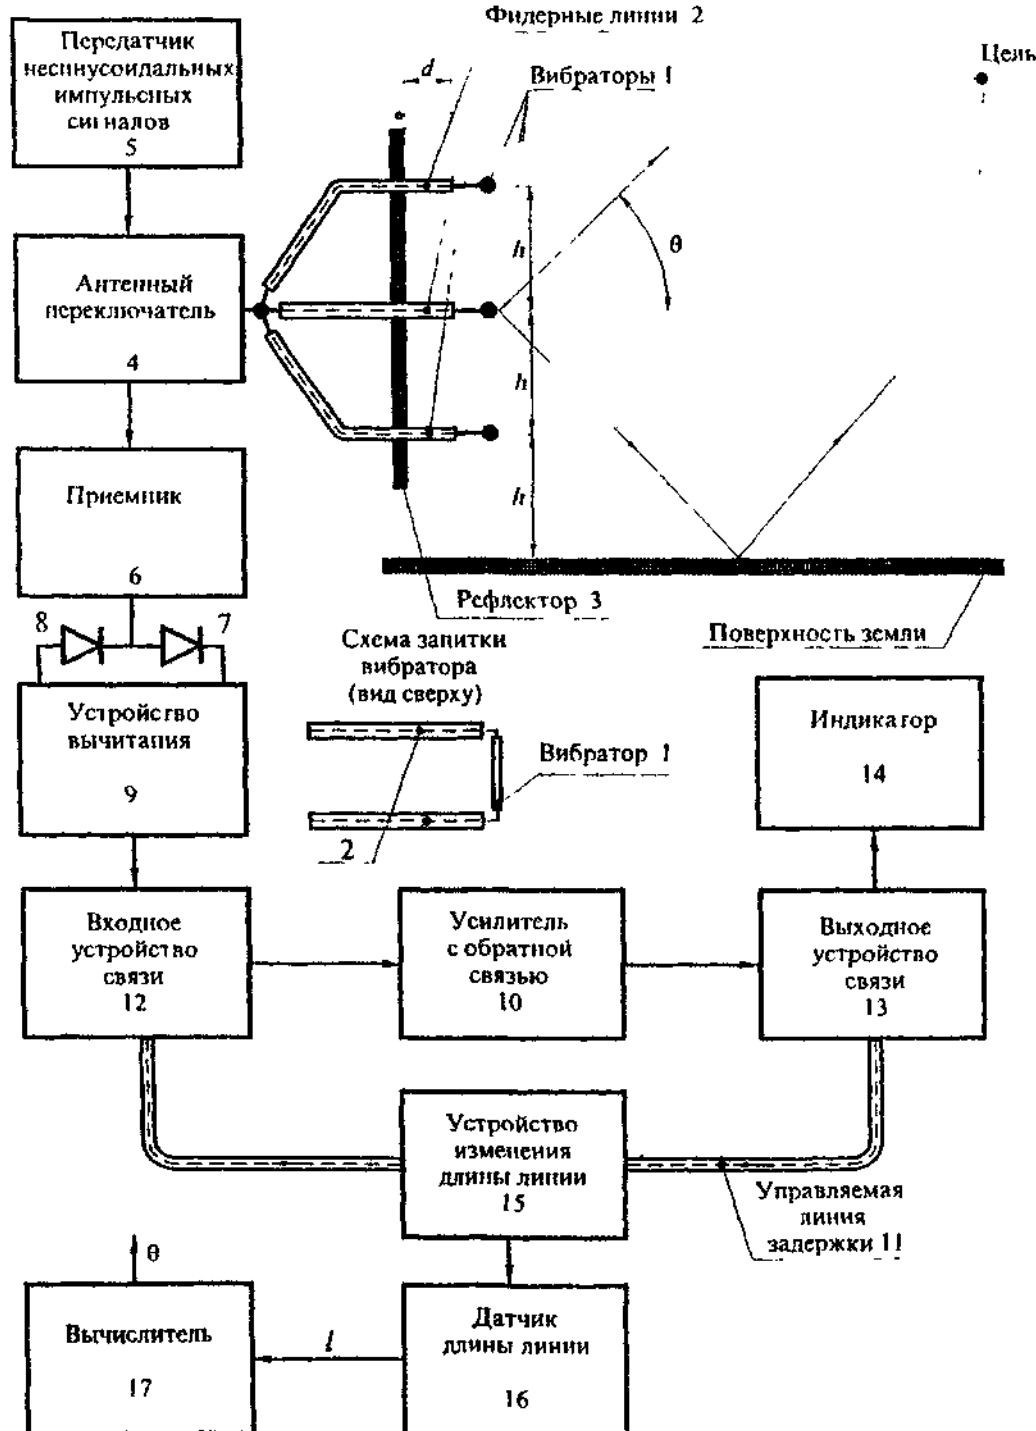 Фидерные линии 2
Передатчик
несинусоидальных
импульсных
сигналов
5
d
Вибраторы 1
Цель
Антенный
переключатель
4
h
θ
h
h
Приемник
6
Рефлектор 3
Поверхность земли
8
7
Схема запитки
вибратора
(вид сверху)
Устройство
вычитания
9
Вибратор 1
2
Индикатор
14
Входное
устройство
связи
12
Усилитель
с обратной
связью
10
Выходное
устройство
связи
13
Устройство
изменения
длины линии
15
Управляемая
линия
задержки 11
θ
Вычислитель
17
l
Датчик
длины линии
16